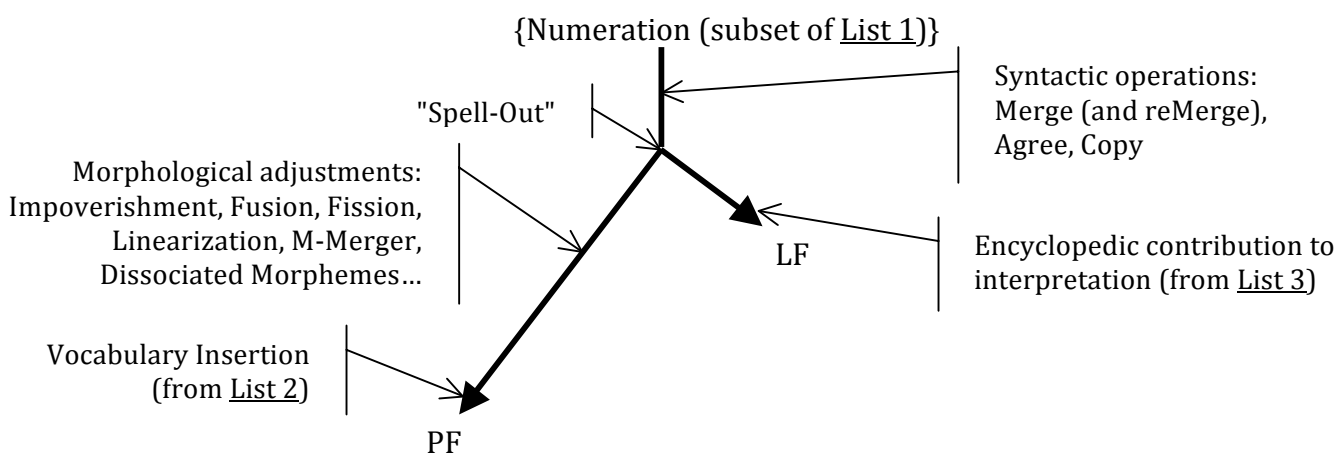 {Numeration (subset of List 1)}
Syntactic operations:
Merge (and reMerge),
Agree, Copy
"Spell-Out"
Morphological adjustments:
Impoverishment, Fusion, Fission,
Linearization, M-Merger,
Dissociated Morphemes…
LF
Encyclopedic contribution to
interpretation (from List 3)
Vocabulary Insertion
(from List 2)
PF